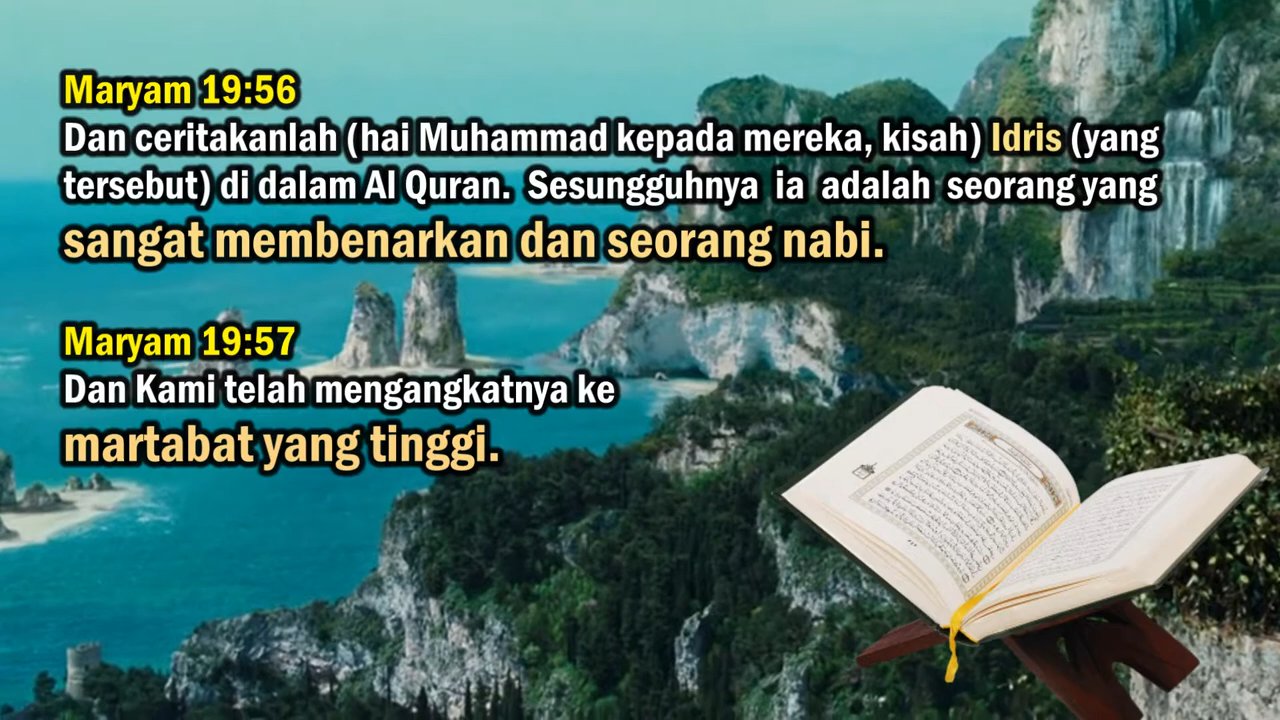 Maryam 19:56
Dan ceritakanlah (hai Muhammad kepada mereka, kisah) Idris (yang
tersebut) di dalam Al Quran. Sesungguhnya ia adalah seorang yang
sangat membenarkan dan seorang nabi.
Maryam 19:57
Dan Kami telah mengangkatnya ke
martabat yang tinggi.